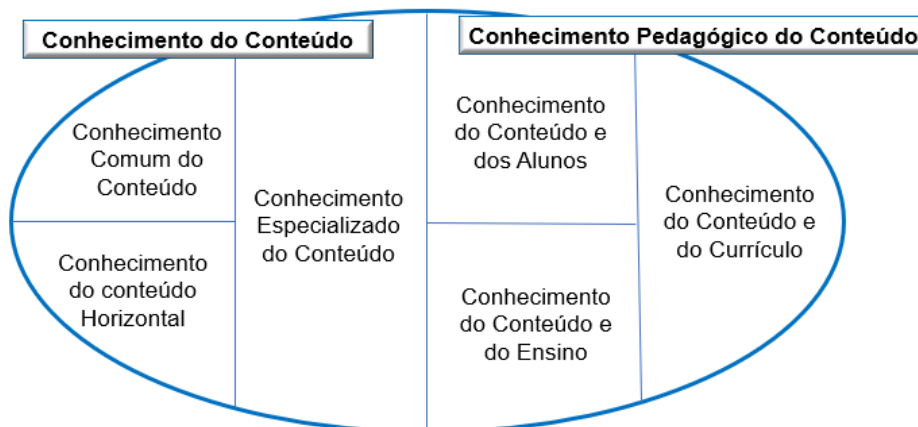 Conhecimento do Conteúdo
Conhecimento Pedagógico do Conteúdo
Conhecimento
Comum do
Conteúdo
Conhecimento
do conteúdo
Horizontal
Conhecimento
Especializado
do Conteúdo
Conhecimento
do Conteúdo e
dos Alunos
Conhecimento
do Conteúdo e
do Ensino
Conhecimento
do Conteúdo e
do Currículo